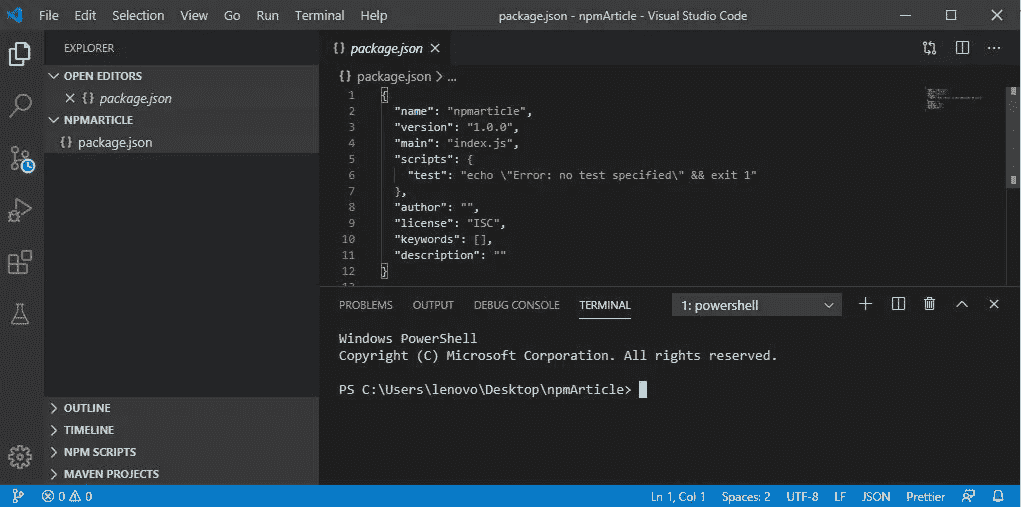 File Edit Selection View Go Run Terminal Help package.json - npmArticle - Visual Studio Code
EXPLORER
OPEN EDITORS
{} package.json
NPMARTICLE
{} package.json
OUTLINE
TIMELINE
NPM SCRIPTS
MAVEN PROJECTS
{} package.json
{} package.json > ...
1 {
2 "name": "npmarticle",
3 "version": "1.0.0",
4 "main": "index.js",
5 "scripts": {
6 "test": "echo \"Error: no test specified\" && exit 1"
7 },
8 "author": "",
9 "license": "ISC",
10 "keywords": [],
11 "description": ""
12 }
PROBLEMS OUTPUT DEBUG CONSOLE TERMINAL 1: powershell
Windows PowerShell
Copyright (C) Microsoft Corporation. All rights reserved.
PS C:\Users\lenovo\Desktop\npmArticle>
0 0 Ln 1, Col 1 Spaces: 2 UTF-8 LF JSON Prettier